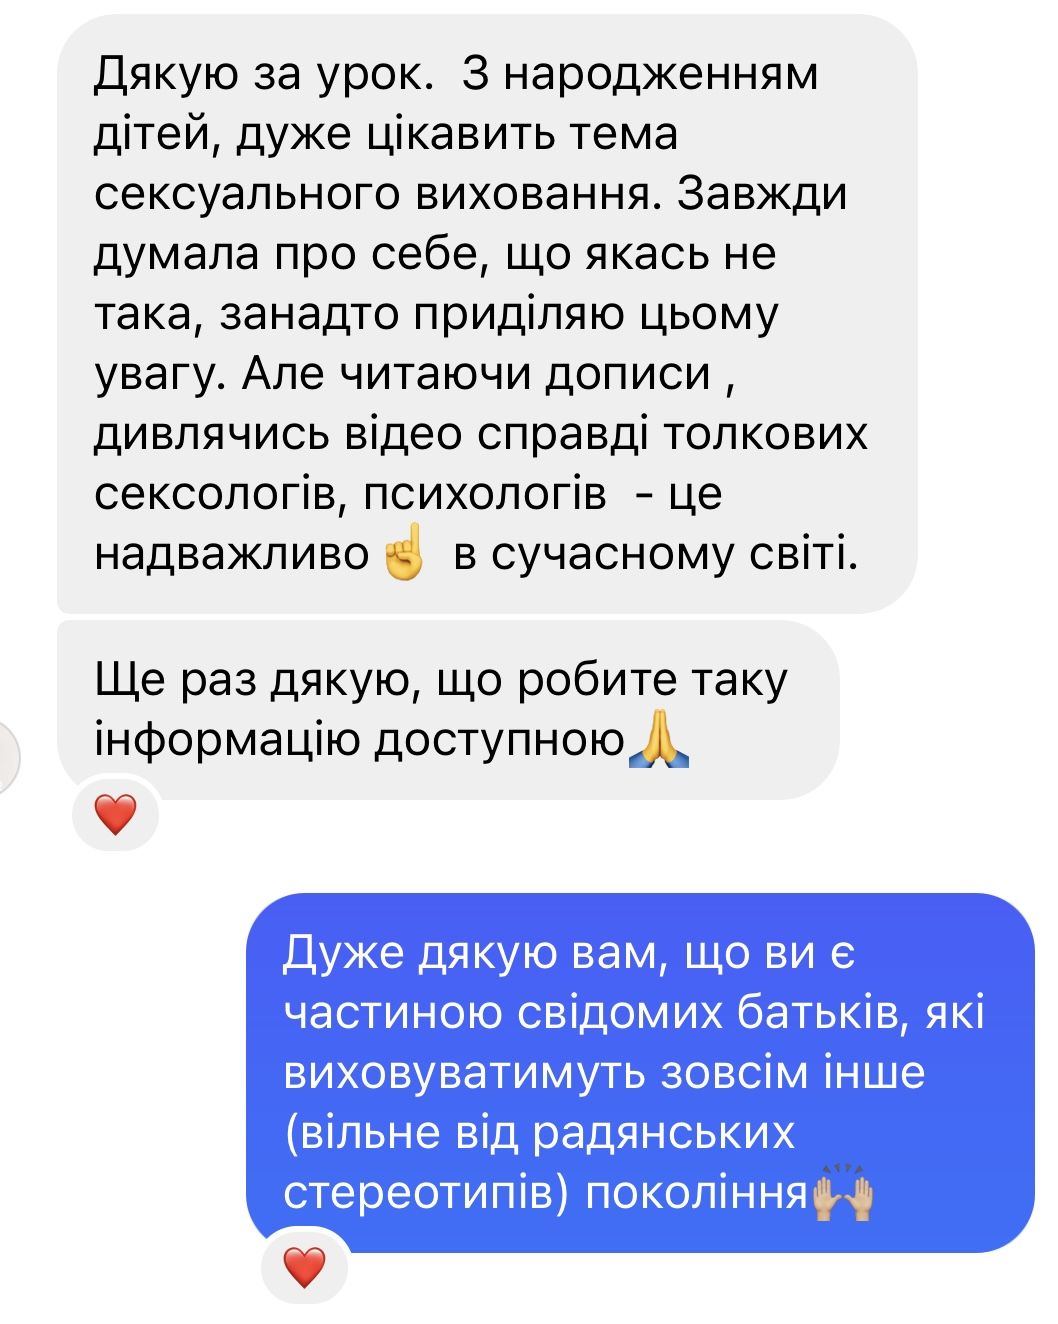 Дякую за урок.  З народженням
дітей, дуже цікавить тема
сексуального виховання. Завжди
думала про себе, що якась не
така, занадто приділяю цьому
увагу. Але читаючи дописи ,
дивлячись відео справді толкових
сексологів, психологів  - це
надважливо☝️ в сучасному світі.
Ще раз дякую, що робите таку
інформацію доступною🙏
Дуже дякую вам, що ви є
частиною свідомих батьків, які
виховуватимуть зовсім інше
(вільне від радянських
стереотипів) покоління🙌🏼